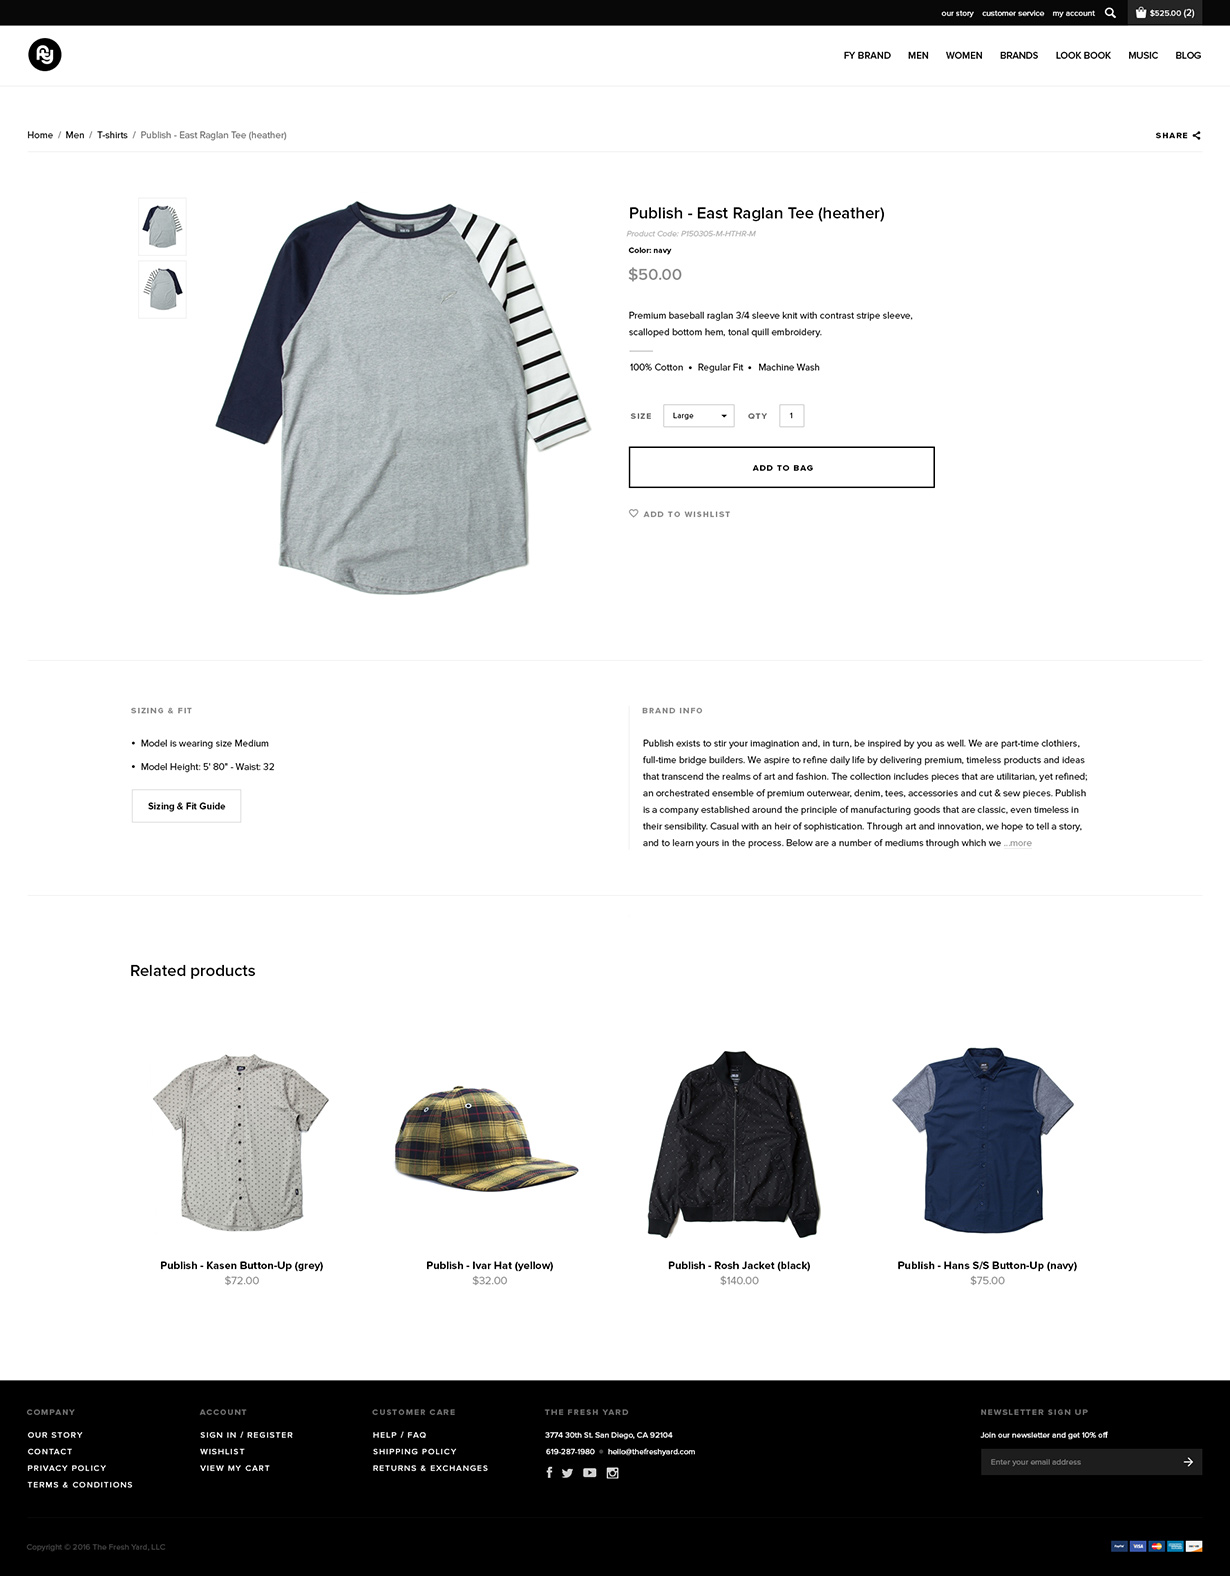 our story customer service my account $525.00 (2)
fy
FY BRAND MEN WOMEN BRANDS LOOK BOOK MUSIC BLOG
Home / Men / T-shirts / Publish - East Raglan Tee (heather)
SHARE
Publish - East Raglan Tee (heather)
Product Code: P150305-M-HTHR-M
Color: navy
$50.00
Premium baseball raglan 3/4 sleeve knit with contrast stripe sleeve,
scalloped bottom hem, tonal quill embroidery.
100% Cotton • Regular Fit • Machine Wash
SIZE Large QTY 1
ADD TO BAG
ADD TO WISHLIST
SIZING & FIT
• Model is wearing size Medium
• Model Height: 5' 80" - Waist: 32
Sizing & Fit Guide
BRAND INFO
Publish exists to stir your imagination and, in turn, be inspired by you as well. We are part-time clothiers,
full-time bridge builders. We aspire to refine daily life by delivering premium, timeless products and ideas
that transcend the realms of art and fashion. The collection includes pieces that are utilitarian, yet refined;
an orchestrated ensemble of premium outerwear, denim, tees, accessories and cut & sew pieces. Publish
is a company established around the principle of manufacturing goods that are classic, even timeless in
their sensibility. Casual with an heir of sophistication. Through art and innovation, we hope to tell a story,
and to learn yours in the process. Below are a number of mediums through which we ...more
Related products
Publish - Kasen Button-Up (grey)
$72.00
Publish - Ivar Hat (yellow)
$32.00
Publish - Rosh Jacket (black)
$140.00
Publish - Hans S/S Button-Up (navy)
$75.00
COMPANY
OUR STORY
CONTACT
PRIVACY POLICY
TERMS & CONDITIONS
ACCOUNT
SIGN IN / REGISTER
WISHLIST
VIEW MY CART
CUSTOMER CARE
HELP / FAQ
SHIPPING POLICY
RETURNS & EXCHANGES
THE FRESH YARD
3774 30th St. San Diego, CA 92104
619-287-1980 • hello@thefreshyard.com
NEWSLETTER SIGN UP
Join our newsletter and get 10% off
Enter your email address
Copyright © 2016 The Fresh Yard, LLC
PayPal VISA